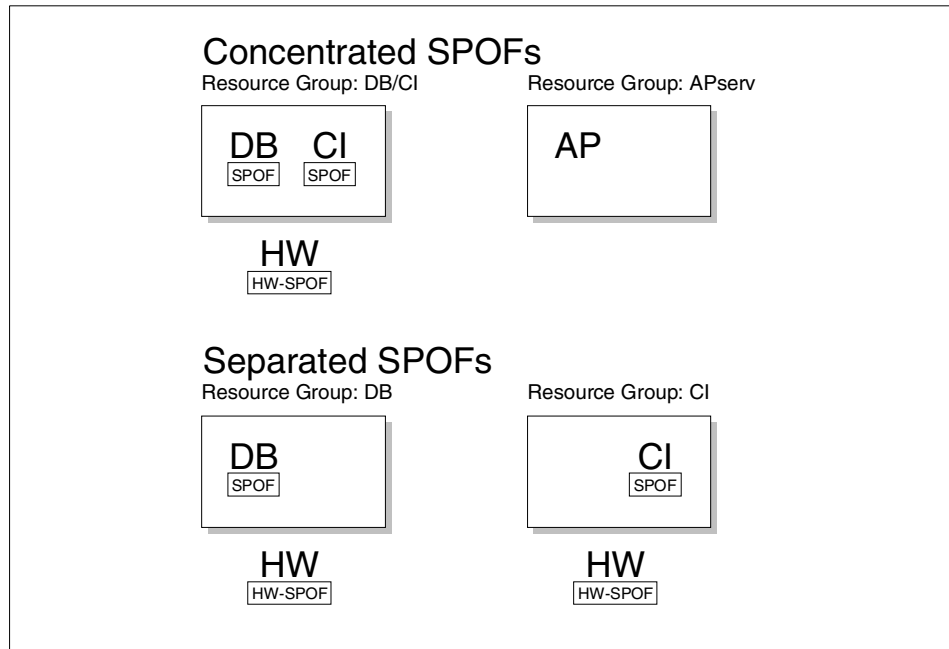 Concentrated SPOFs
Resource Group: DB/CI
Resource Group: APserv
DB CI
SPOF SPOF
AP
HW
HW-SPOF
Separated SPOFs
Resource Group: DB
Resource Group: CI
DB
SPOF
CI
SPOF
HW
HW-SPOF
HW
HW-SPOF